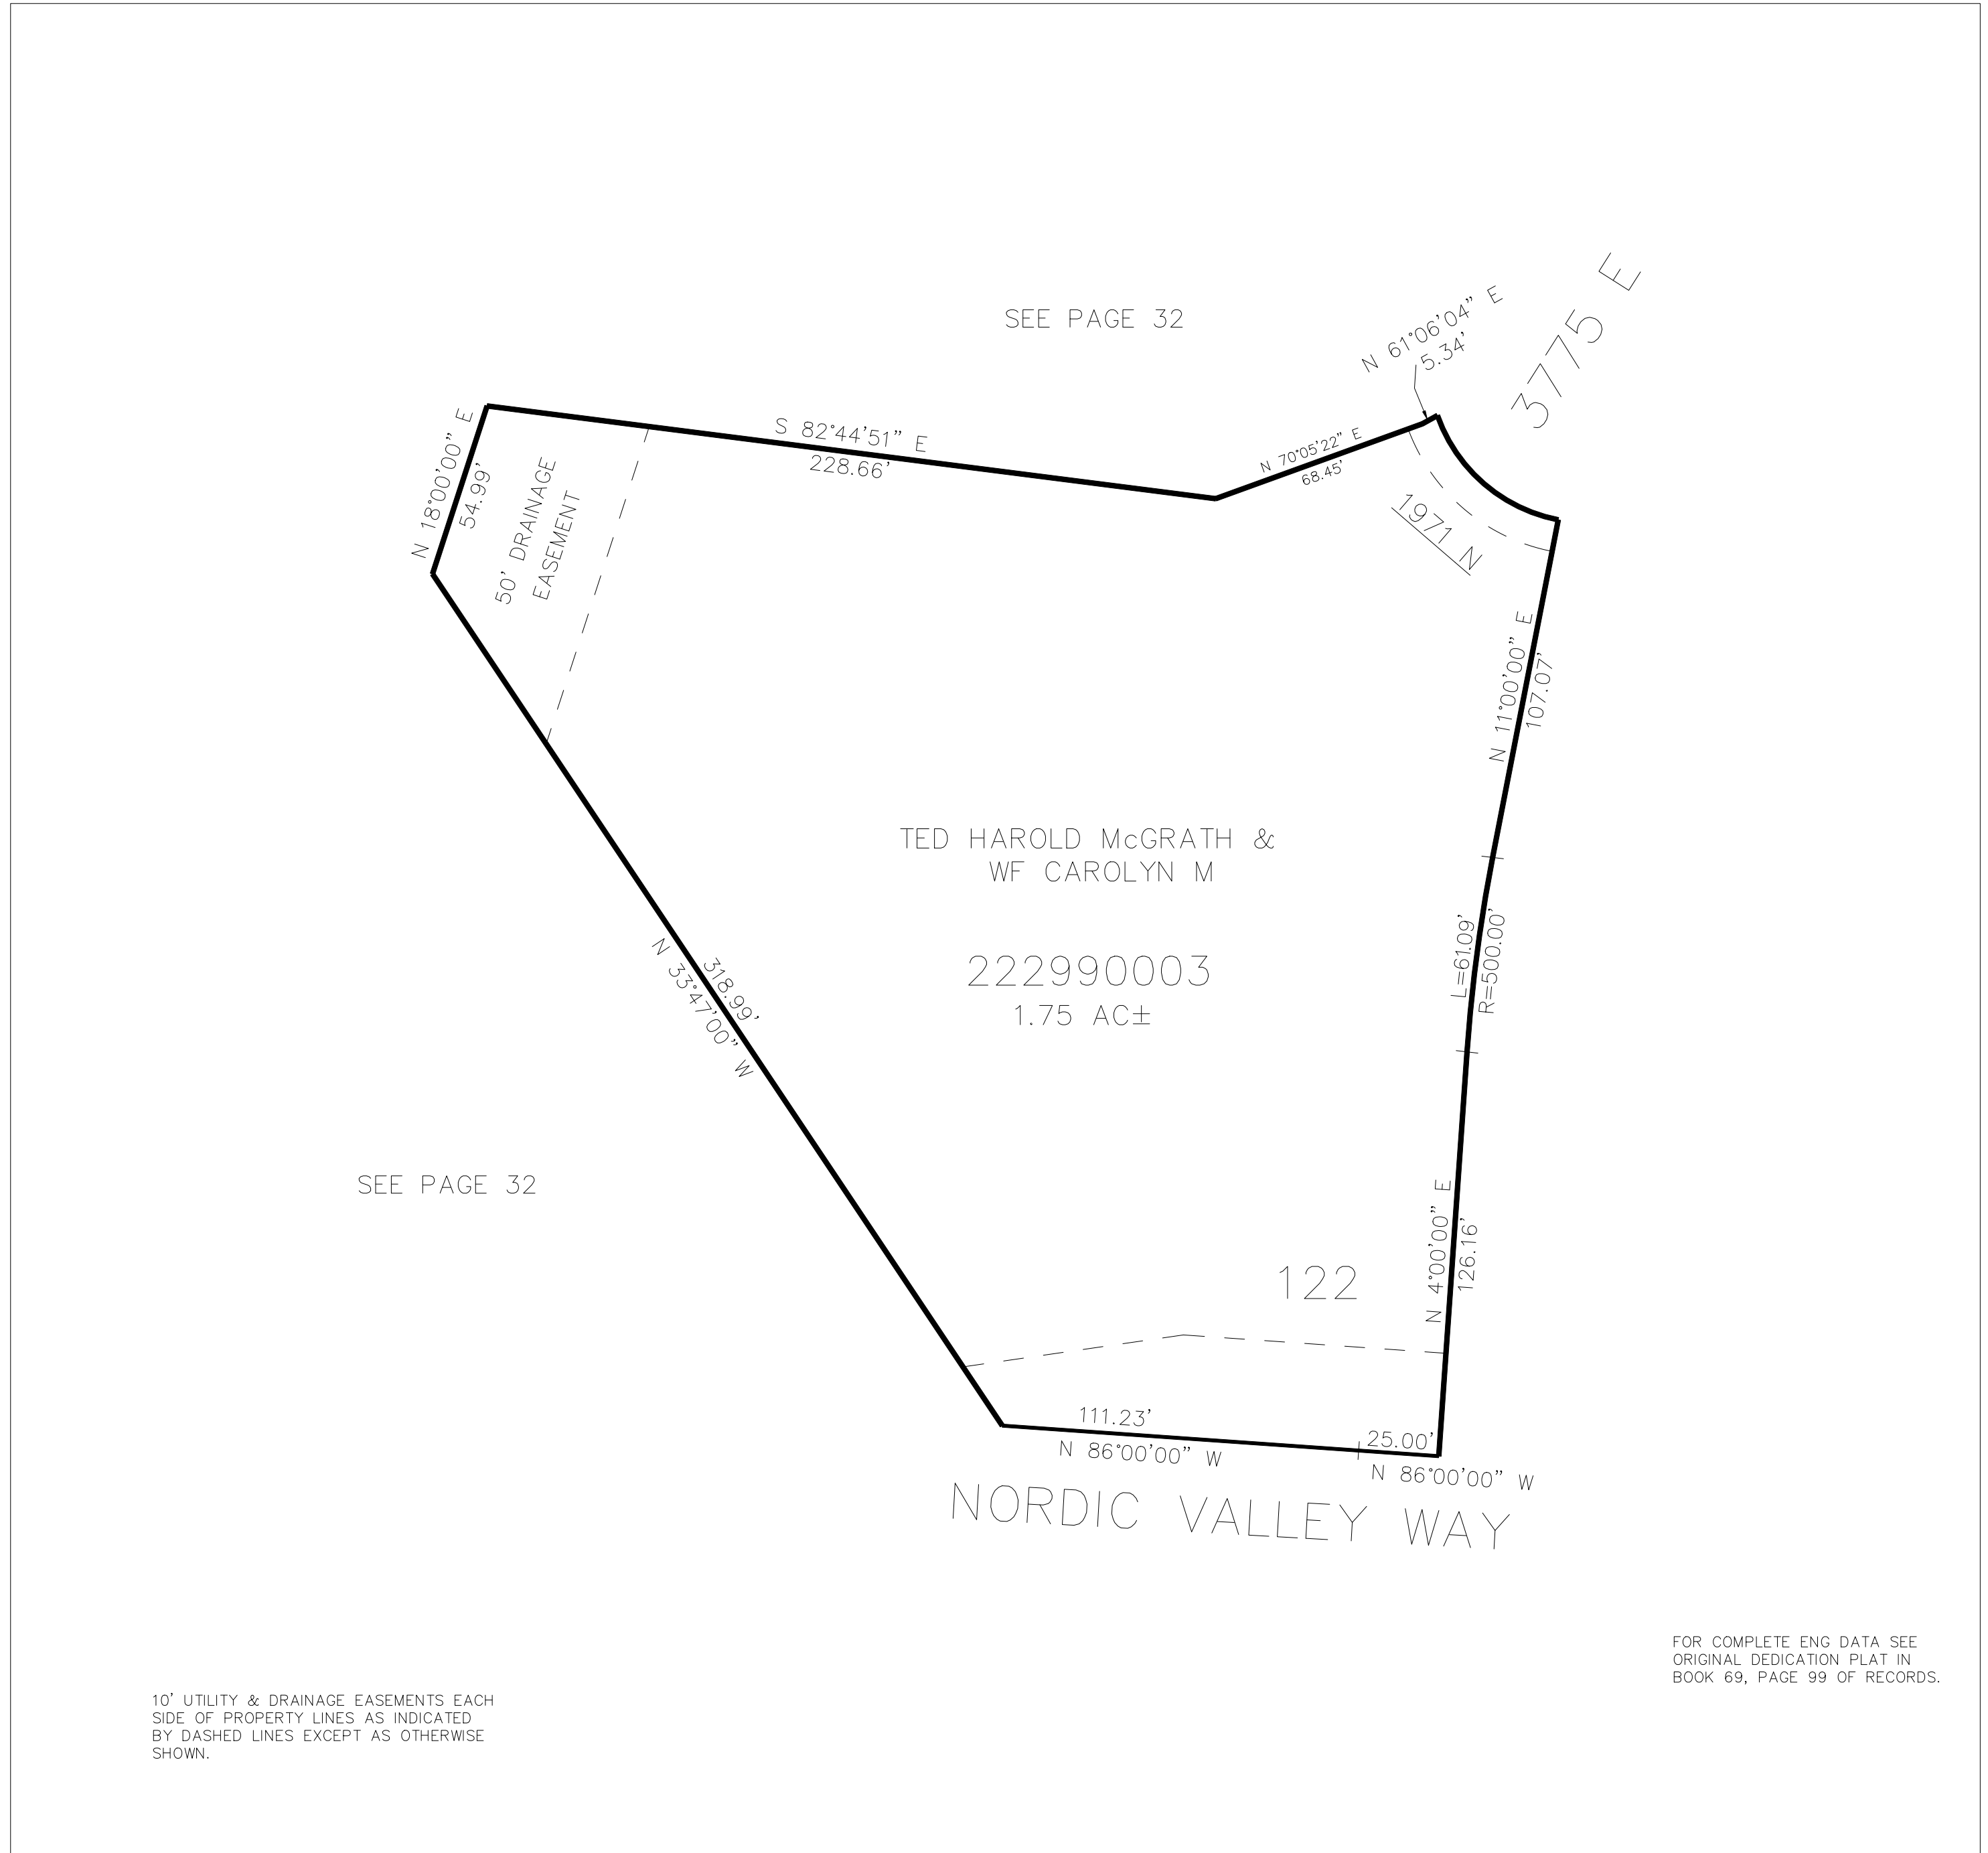 SEE PAGE 32
N 61°06'04" E
5.34'
3775 E
N 18°00'00" E
54.99'
50' DRAINAGE
EASEMENT
S 82°44'51" E
228.66'
N 70°05'22" E
68.45'
1971 N
N 11°00'00" E
107.07'
TED HAROLD McGRATH &
WF CAROLYN M
222990003
1.75 AC±
L=61.09'
R=500.00'
318.99'
N 33°47'00" W
SEE PAGE 32
N 4°00'00" E
126.16'
122
111.23'
N 86°00'00" W
25.00'
N 86°00'00" W
NORDIC VALLEY WAY
FOR COMPLETE ENG DATA SEE
ORIGINAL DEDICATION PLAT IN
BOOK 69, PAGE 99 OF RECORDS.
10' UTILITY & DRAINAGE EASEMENTS EACH
SIDE OF PROPERTY LINES AS INDICATED
BY DASHED LINES EXCEPT AS OTHERWISE
SHOWN.